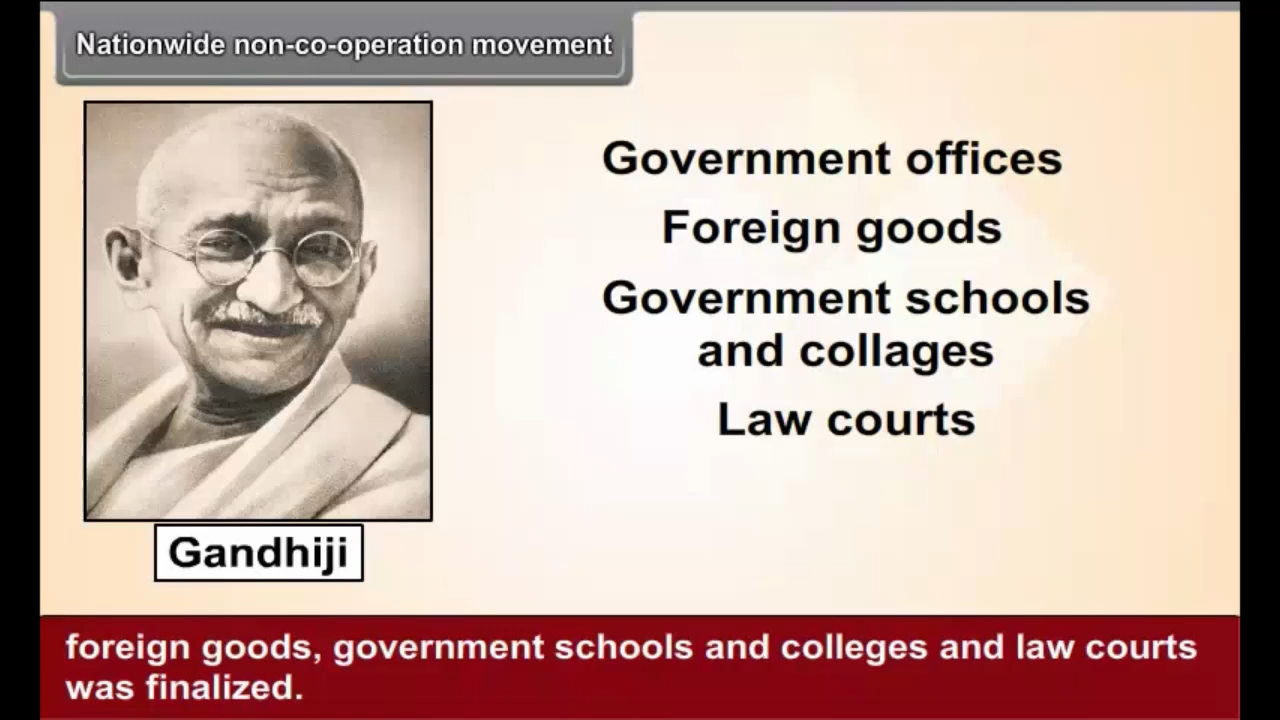 Nationwide non-co-operation movement
Government offices
Foreign goods
Government schools
and collages
Law courts
Gandhiji
foreign goods, government schools and colleges and law courts
was finalized.